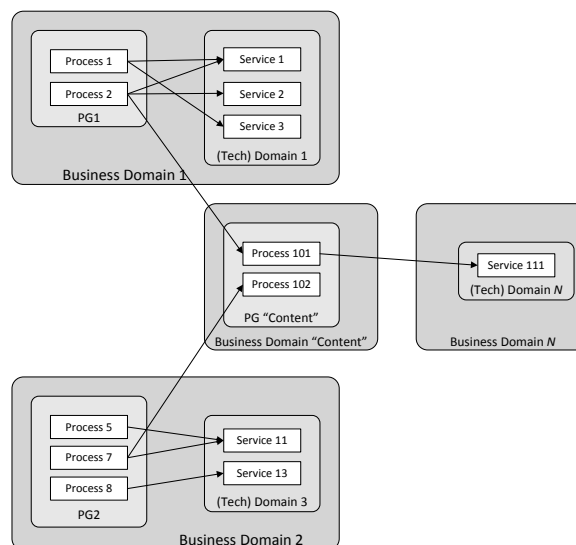 Process 1
Process 2
PG1
Service 1
Service 2
Service 3
(Tech) Domain 1
Business Domain 1
Process 101
Process 102
PG “Content”
Business Domain “Content”
Service 111
(Tech) Domain N
Business Domain N
Process 5
Process 7
Process 8
PG2
Service 11
Service 13
(Tech) Domain 3
Business Domain 2